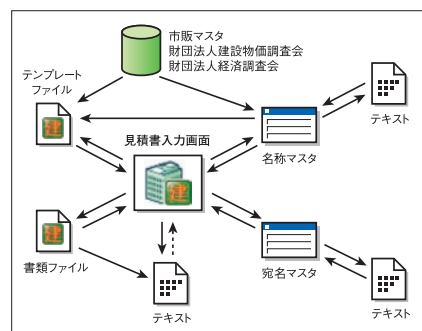 市販マスタ
財団法人建設物価調査会
財団法人経済調査会
テンプレート
ファイル
建
テキスト
名称マスタ
見積書入力画面
建
建
書類ファイル
宛名マスタ
テキスト
テキスト